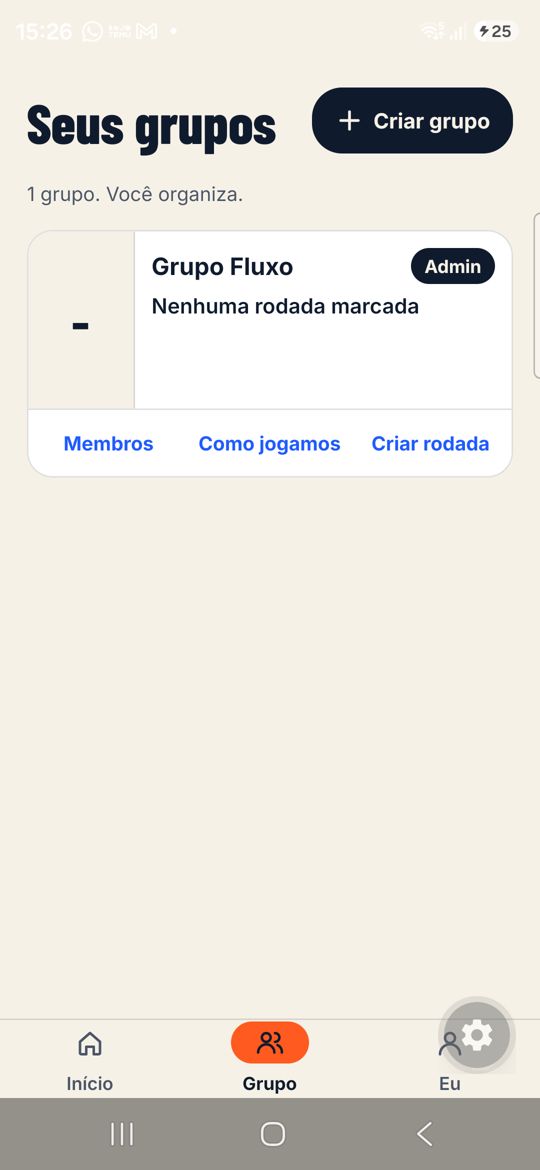 15:26
25
Seus grupos
+ Criar grupo
1 grupo. Você organiza.
Grupo Fluxo
Admin
-
Nenhuma rodada marcada
Membros
Como jogamos
Criar rodada
Início
Grupo
Eu